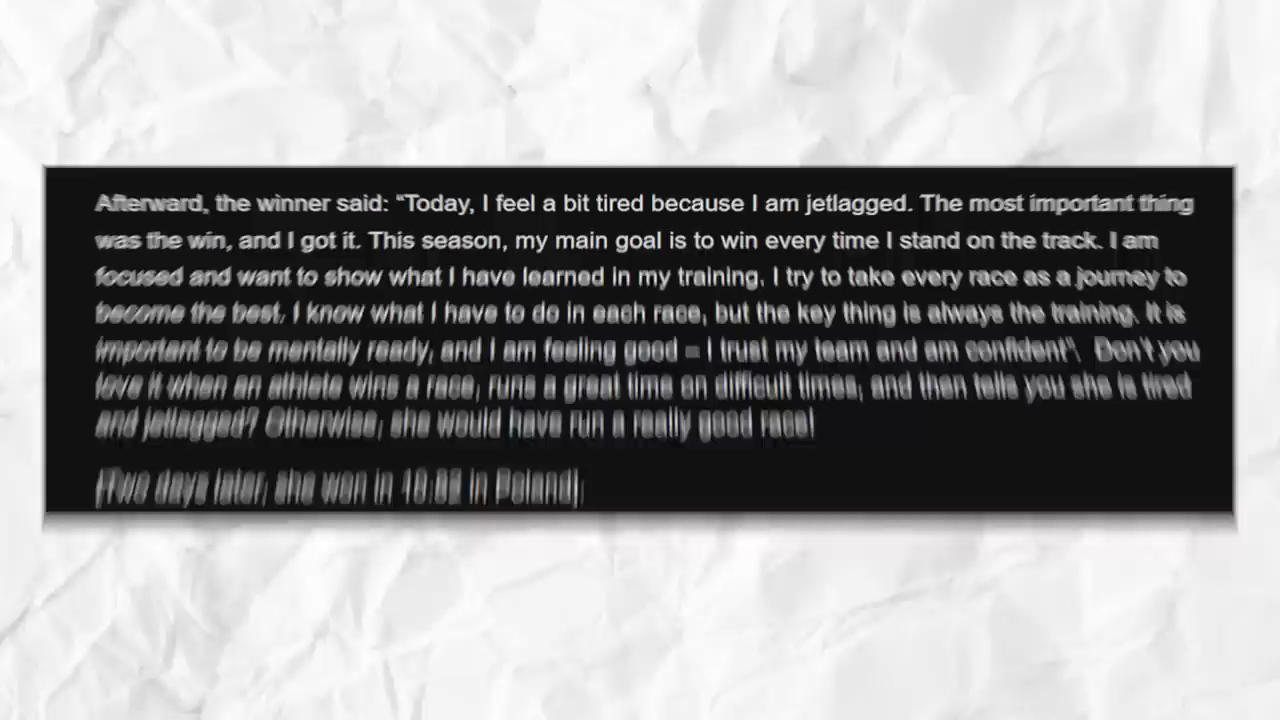 Afterward, the winner said: “Today, I feel a bit tired because I am jetlagged. The most important thing
was the win, and I got it. This season, my main goal is to win every time I stand on the track. I am
focused and want to show what I have learned in my training. I try to take every race as a journey to
become the best. I know what I have to do in each race, but the key thing is always the training. It is
important to be mentally ready, and I am feeling good – I trust my team and am confident”. Don't you
love it when an athlete wins a race, runs a great time on difficult times, and then tells you she is tired
and jetlagged? Otherwise, she would have run a really good race!
(Two days later, she won in in Poland)